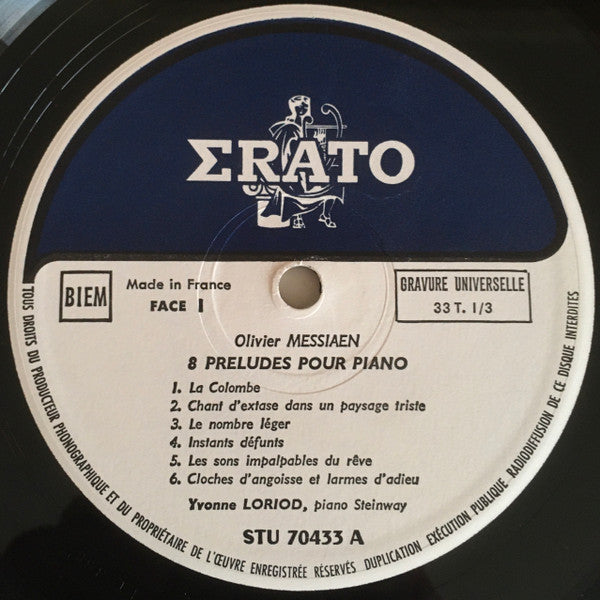 ΣRATO
BIEM
Made in France
FACE I
GRAVURE UNIVERSELLE
33 T. 1/3
Olivier MESSIAEN
8 PRELUDES POUR PIANO
1. La Colombe
2. Chant d'extase dans un paysage triste
3. Le nombre léger
4. Instants défunts
5. Les sons impalpables du rêve
6. Cloches d'angoisse et larmes d'adieu
Yvonne LORIOD, piano Steinway
STU 70433 A
TOUS DROITS DU PRODUCTEUR PHONOGRAPHIQUE ET DU PROPRIÉTAIRE DE L'ŒUVRE ENREGISTRÉE RÉSERVÉS DUPLICATION EXÉCUTION PUBLIQUE RADIODIFFUSION DE CE DISQUE INTERDITES